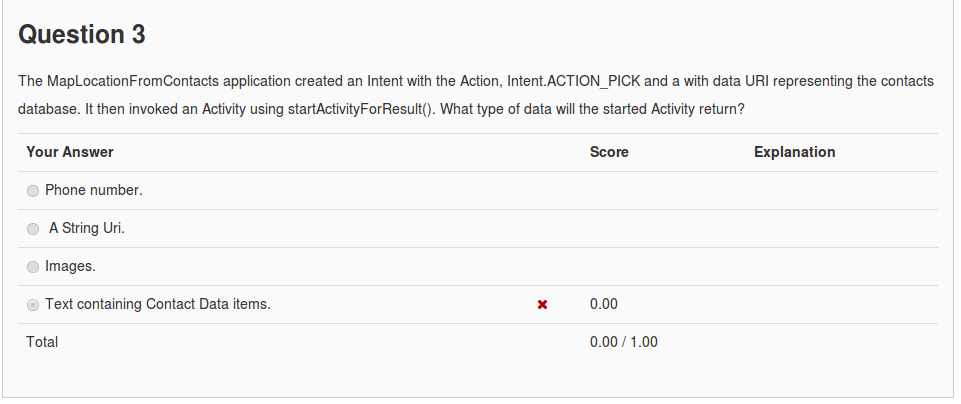 Question 3
The MapLocationFromContacts application created an Intent with the Action, Intent.ACTION_PICK and a with data URI representing the contacts
database. It then invoked an Activity using startActivityForResult(). What type of data will the started Activity return?
Your Answer Score Explanation
Phone number.
A String Uri.
Images.
Text containing Contact Data items. ✖ 0.00
Total 0.00 / 1.00